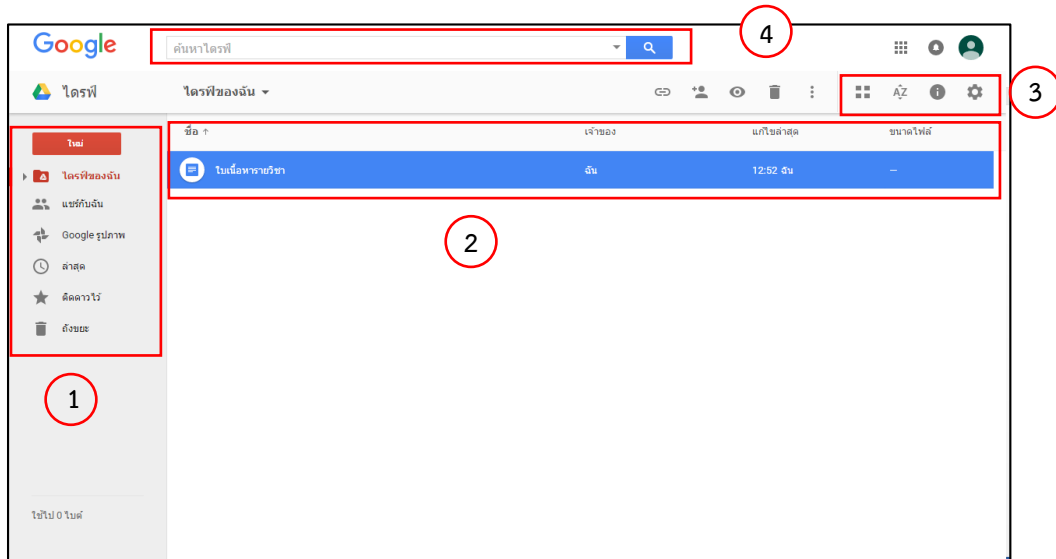 Google
ค้นหาไดรฟ์
4
ไดรฟ์
ไดรฟ์ของฉัน
AZ
3
ใหม่
ชื่อ ↑
เจ้าของ
แก้ไขล่าสุด
ขนาดไฟล์
ใบเนื้อหารายวิชา
ฉัน
12:52 ฉัน
—
ไดรฟ์ของฉัน
แชร์กับฉัน
Google รูปภาพ
ล่าสุด
ติดดาวไว้
ถังขยะ
2
1
ใช้ไป 0 ไบต์